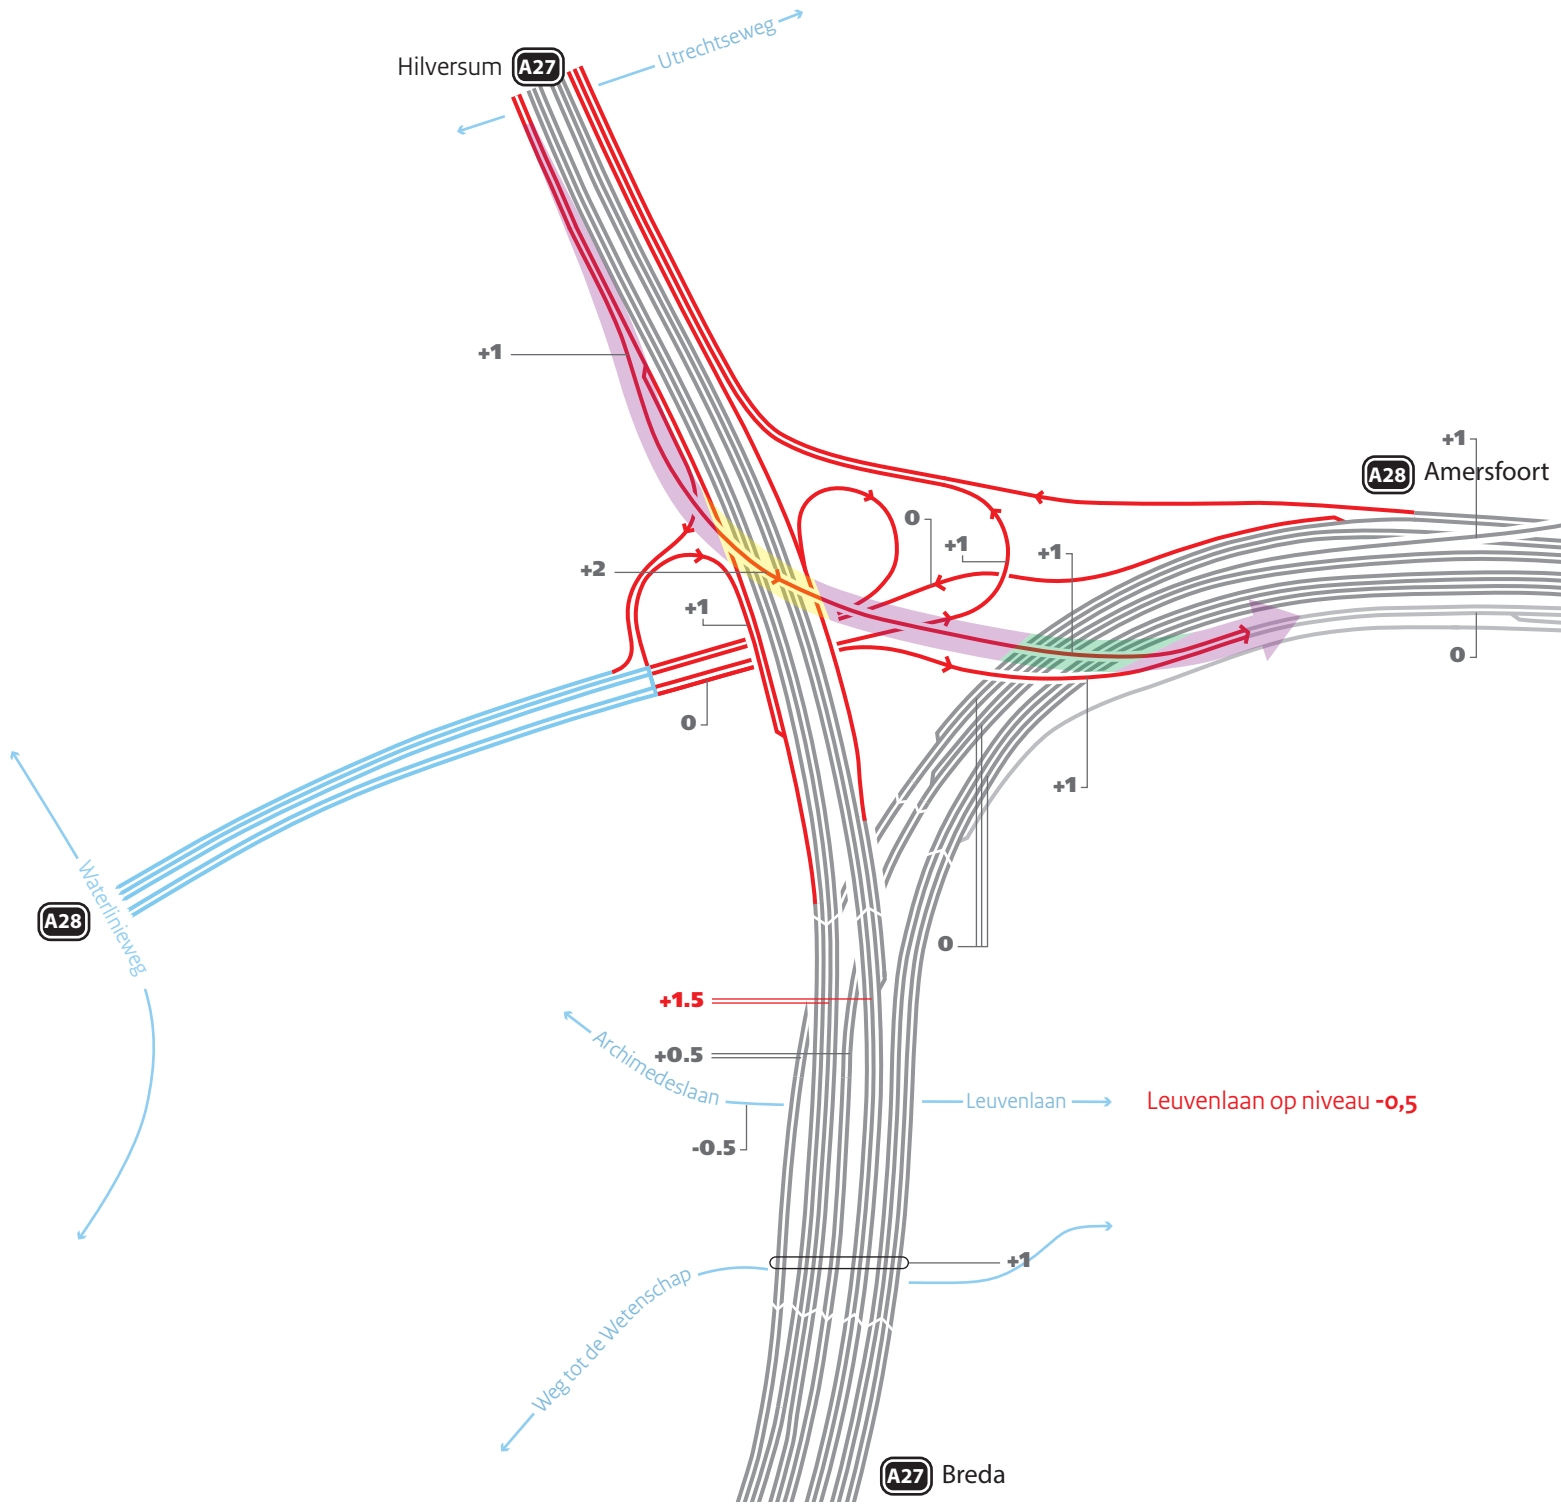 Utrechtseweg
Hilversum A27
+1
+1
A28 Amersfoort
0
+1
+1
+2
+1
0
0
+1
Waterlinieweg
A28
0
+1.5
Archimedeslaan
+0.5
Leuvenlaan
Leuvenlaan op niveau -0,5
-0.5
+1
Weg tot de Wetenschap
A27 Breda